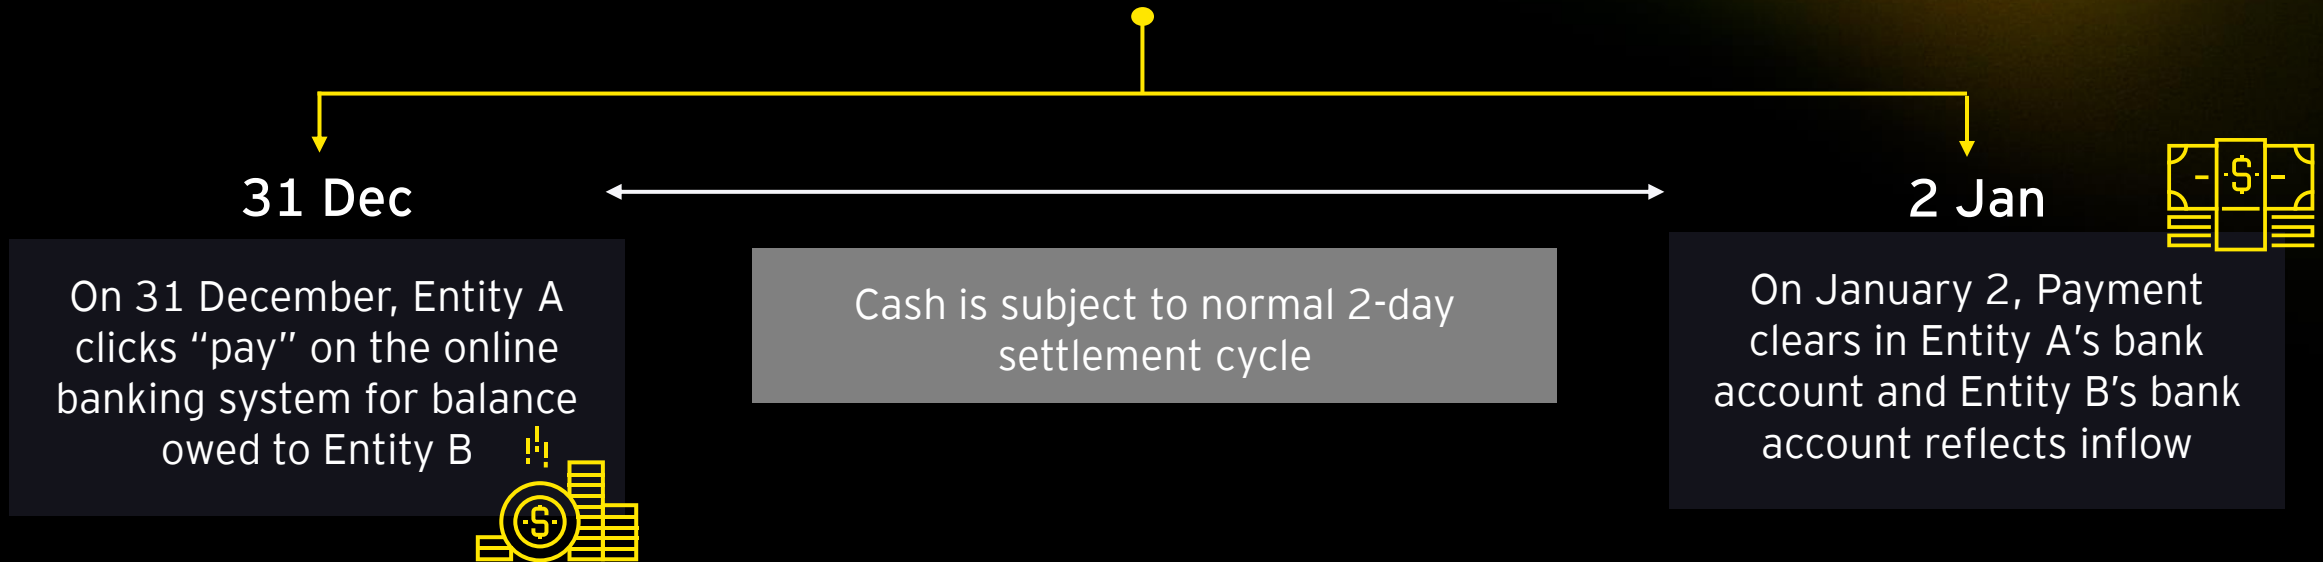 31 Dec
2 Jan
On 31 December, Entity A
clicks “pay” on the online
banking system for balance
owed to Entity B
Cash is subject to normal 2-day
settlement cycle
On January 2, Payment
clears in Entity A’s bank
account and Entity B’s bank
account reflects inflow